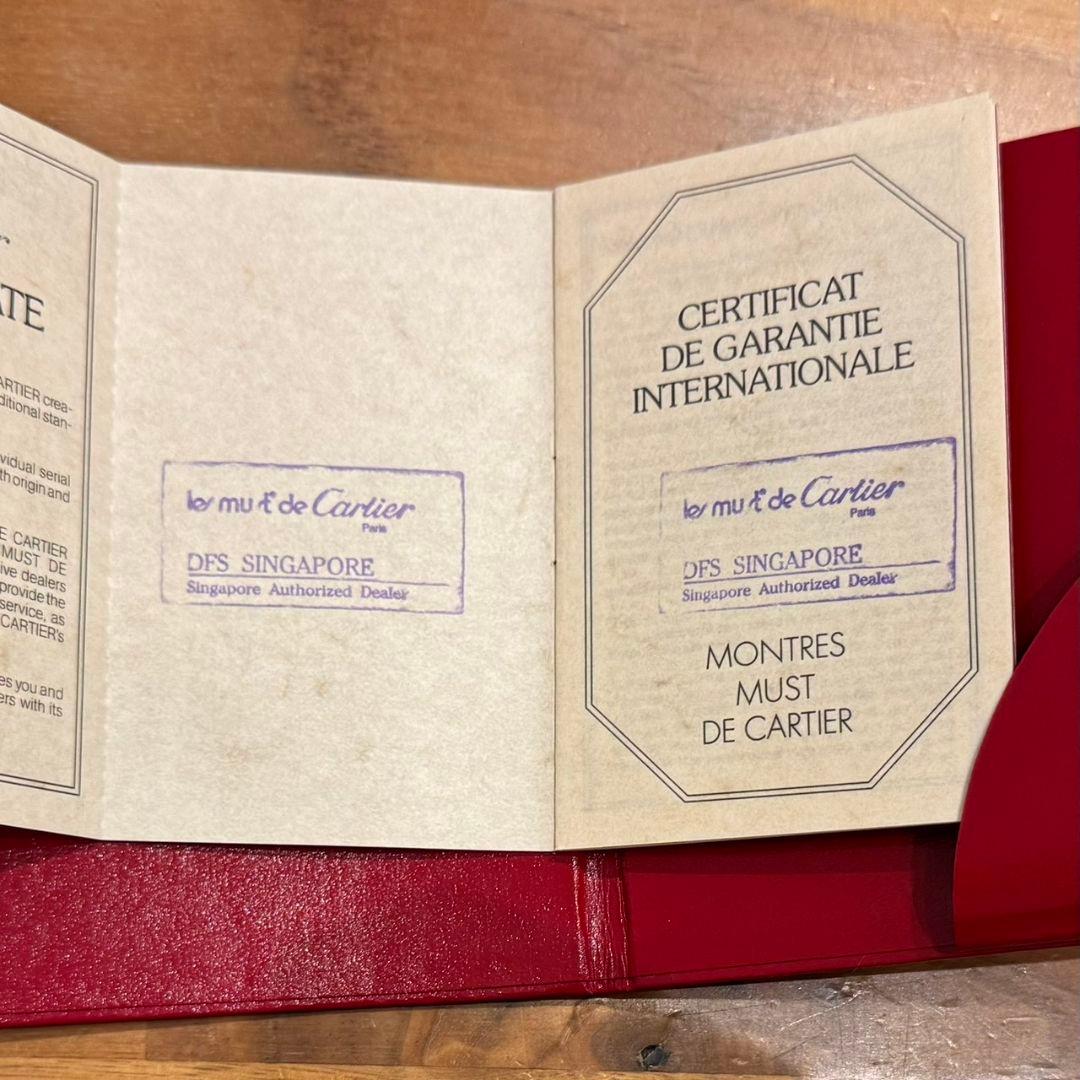 ATE
ARTIER crea-
ditional stan-
vidual serial
th origin and
E CARTIER
MUST DE
ive dealers
provide the
service, as
CARTIER's
es you and
ers with its
les must de Cartier
Paris
DFS SINGAPORE
Singapore Authorized Dealer
CERTIFICAT
DE GARANTIE
INTERNATIONALE
les must de Cartier
Paris
DFS SINGAPORE
Singapore Authorized Dealer
MONTRES
MUST
DE CARTIER